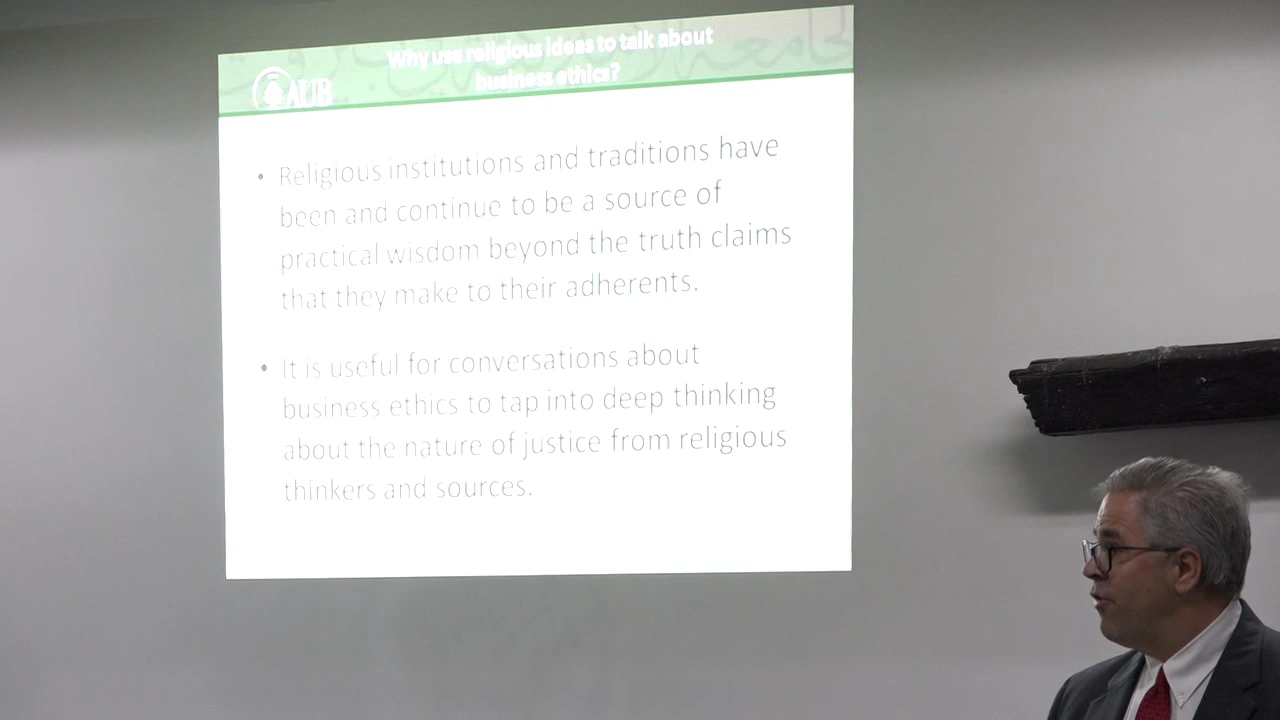 Why use religious ideas to talk about
business ethics?
AUB
• Religious institutions and traditions have
been and continue to be a source of
practical wisdom beyond the truth claims
that they make to their adherents.
• It is useful for conversations about
business ethics to tap into deep thinking
about the nature of justice from religious
thinkers and sources.